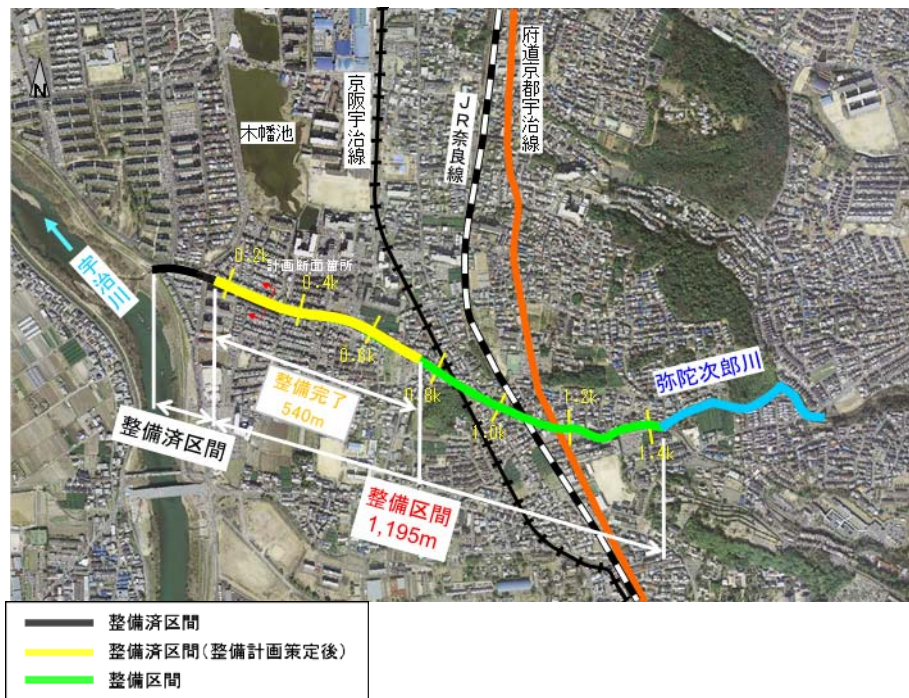 N
木幡池
京阪宇治線
JR奈良線
府道京都宇治線
宇治川
0.2k
計画断面箇所
0.4k
0.6k
0.8k
1.0k
1.2k
1.4k
弥陀次郎川
整備完了
540m
整備済区間
整備区間
1,195m
整備済区間
整備済区間(整備計画策定後)
整備区間